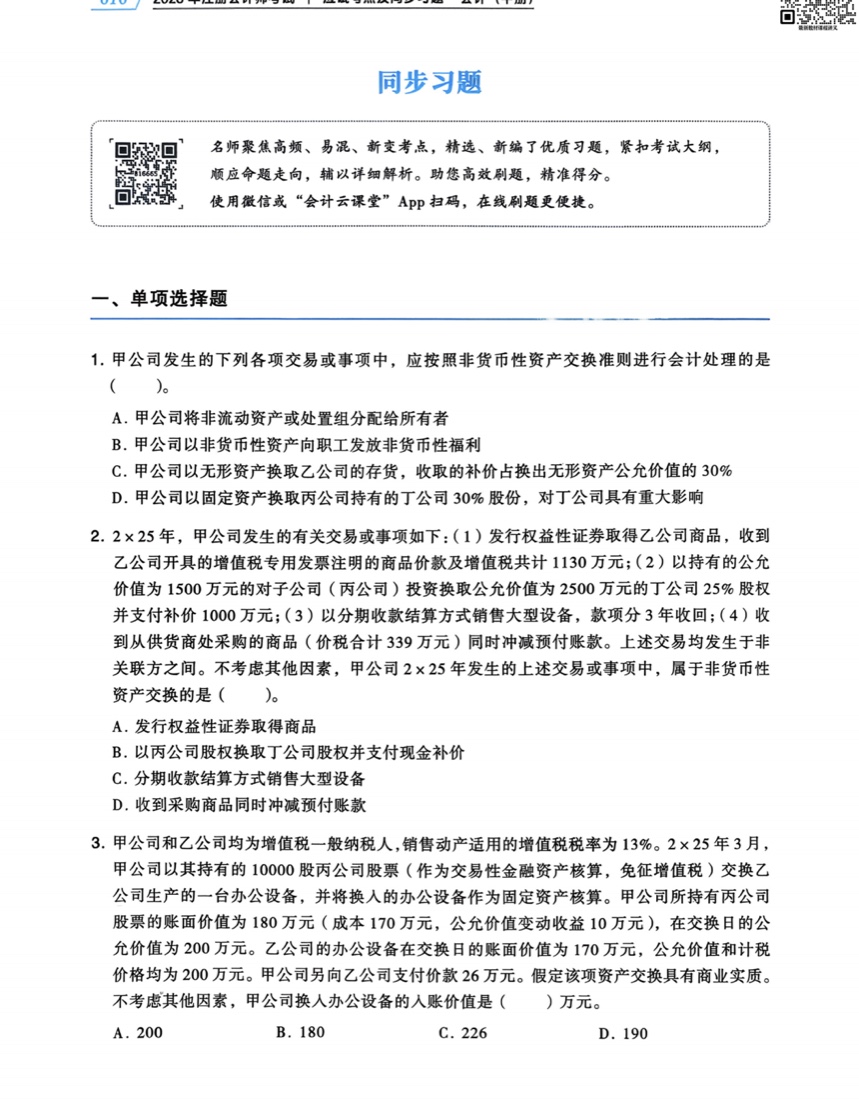 同步习题
名师聚焦高频、易混、新变考点，精选、新编了优质习题，紧扣考试大纲，
顺应命题走向，辅以详细解析。助您高效刷题，精准得分。
使用微信或“会计云课堂”App 扫码，在线刷题更便捷。
一、单项选择题
1. 甲公司发生的下列各项交易或事项中，应按照非货币性资产交换准则进行会计处理的是
（　　）。
A. 甲公司将非流动资产或处置组分配给所有者
B. 甲公司以非货币性资产向职工发放非货币性福利
C. 甲公司以无形资产换取乙公司的存货，收取的补价占换出无形资产公允价值的 30%
D. 甲公司以固定资产换取丙公司持有的丁公司 30% 股份，对丁公司具有重大影响
2. 2×25 年，甲公司发生的有关交易或事项如下：（1）发行权益性证券取得乙公司商品，收到
乙公司开具的增值税专用发票注明的商品价款及增值税共计 1130 万元；（2）以持有的公允
价值为 1500 万元的对子公司（丙公司）投资换取公允价值为 2500 万元的丁公司 25% 股权
并支付补价 1000 万元；（3）以分期收款结算方式销售大型设备，款项分 3 年收回；（4）收
到从供货商处采购的商品（价税合计 339 万元）同时冲减预付账款。上述交易均发生于非
关联方之间。不考虑其他因素，甲公司 2×25 年发生的上述交易或事项中，属于非货币性
资产交换的是（　　）。
A. 发行权益性证券取得商品
B. 以丙公司股权换取丁公司股权并支付现金补价
C. 分期收款结算方式销售大型设备
D. 收到采购商品同时冲减预付账款
3. 甲公司和乙公司均为增值税一般纳税人，销售动产适用的增值税税率为 13%。2×25 年 3 月，
甲公司以其持有的 10000 股丙公司股票（作为交易性金融资产核算，免征增值税）交换乙
公司生产的一台办公设备，并将换入的办公设备作为固定资产核算。甲公司所持有丙公司
股票的账面价值为 180 万元（成本 170 万元，公允价值变动收益 10 万元），在交换日的公
允价值为 200 万元。乙公司的办公设备在交换日的账面价值为 170 万元，公允价值和计税
价格均为 200 万元。甲公司另向乙公司支付价款 26 万元。假定该项资产交换具有商业实质。
不考虑其他因素，甲公司换入办公设备的入账价值是（　　）万元。
A. 200　　B. 180　　C. 226　　D. 190